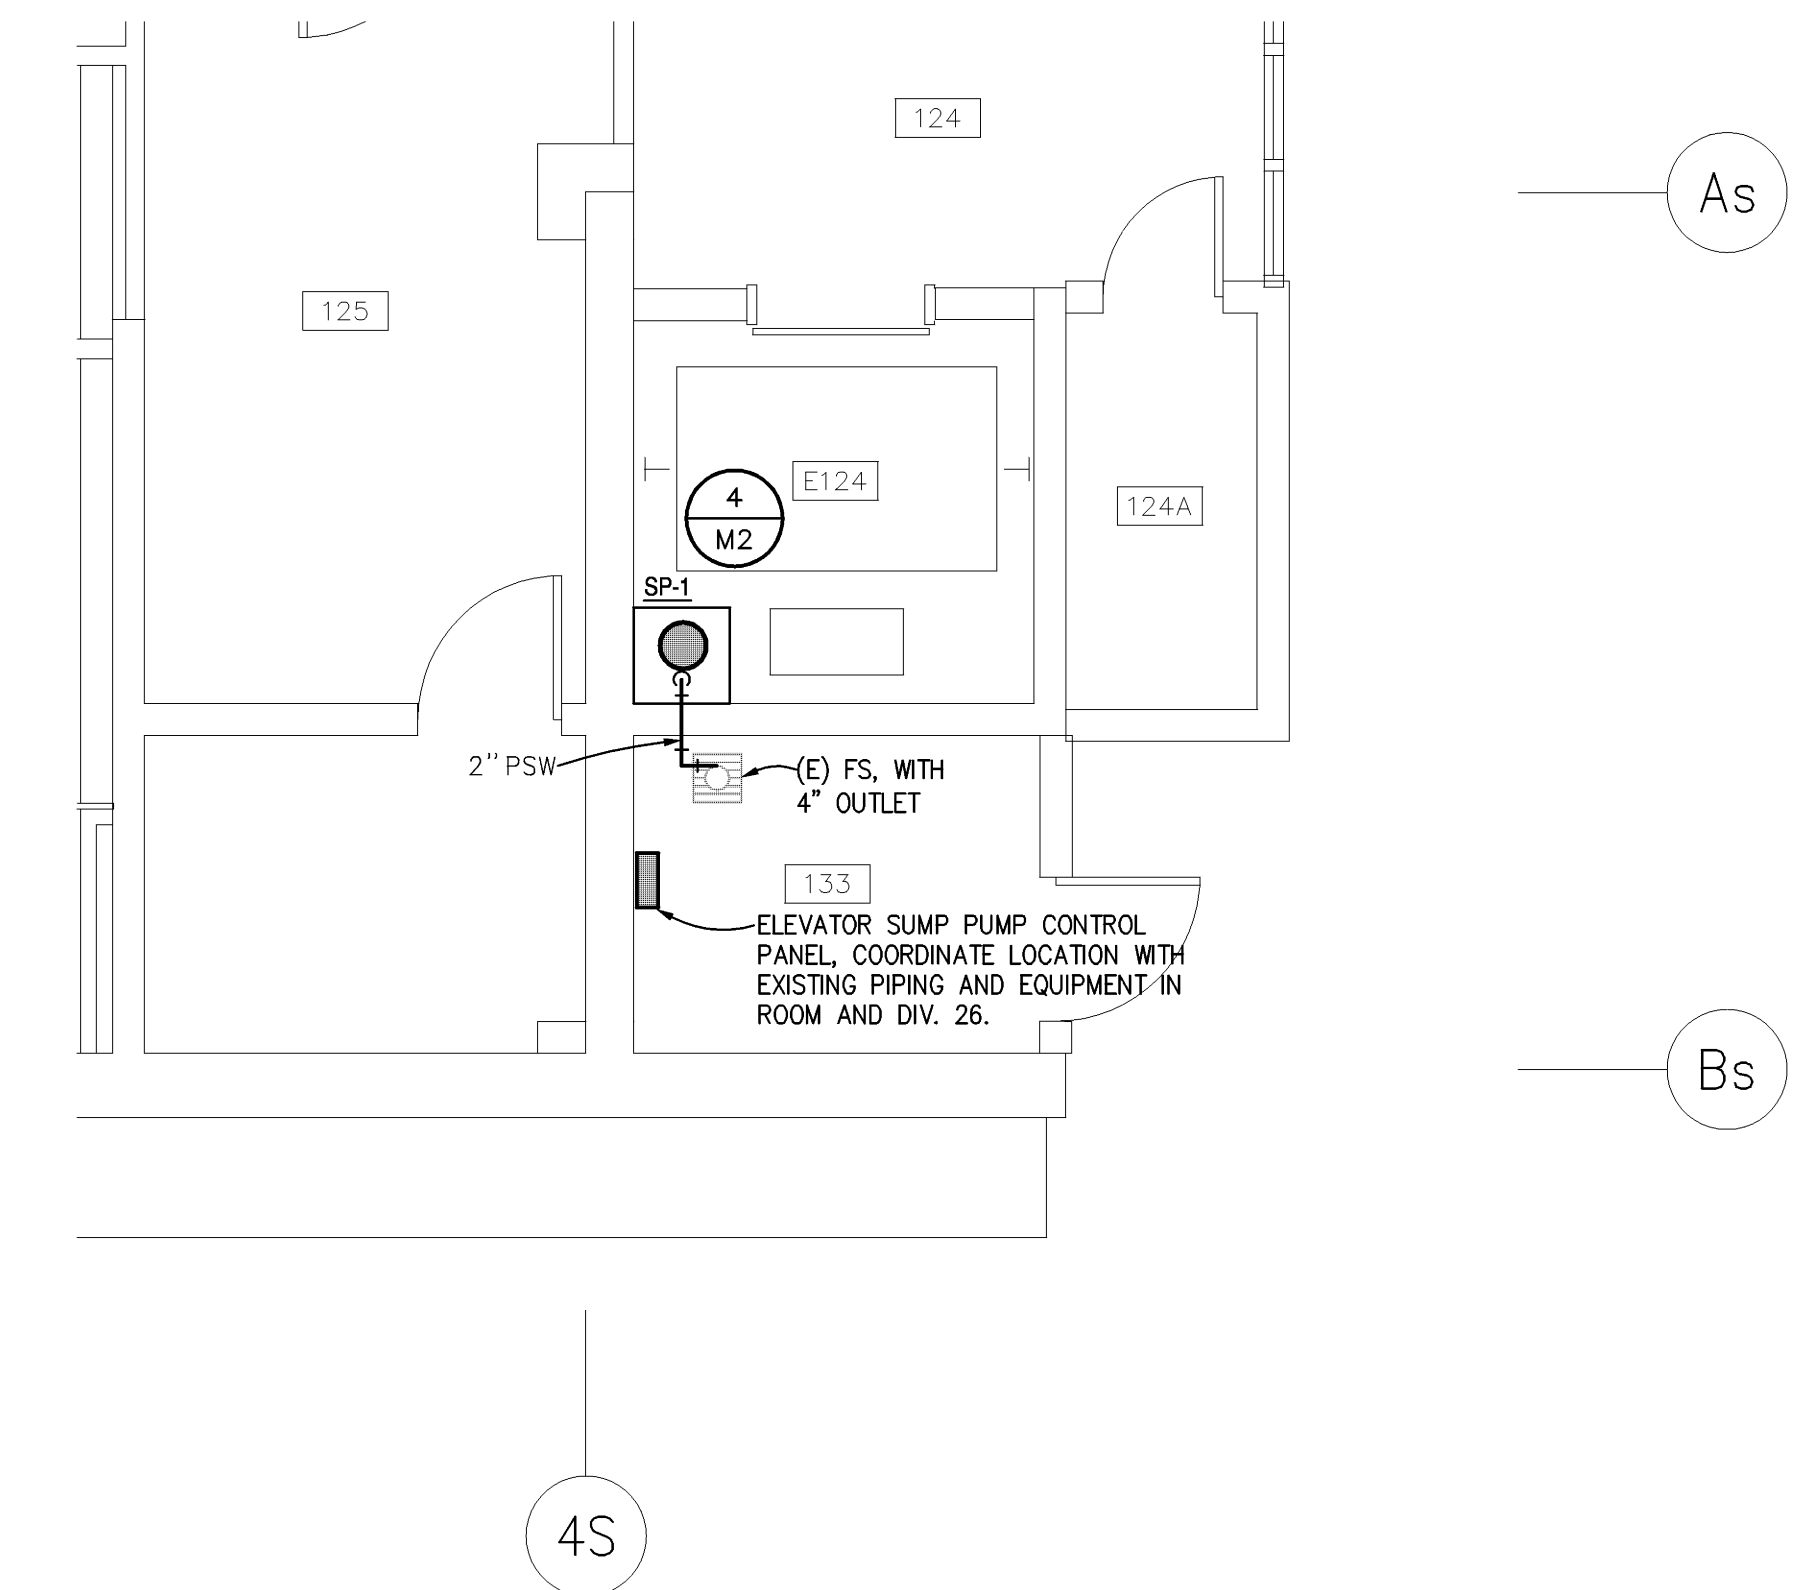 124
As
125
E124
4
M2
124A
SP-1
2" PSW
(E) FS, WITH
4" OUTLET
133
ELEVATOR SUMP PUMP CONTROL
PANEL, COORDINATE LOCATION WITH
EXISTING PIPING AND EQUIPMENT IN
ROOM AND DIV. 26.
Bs
4S